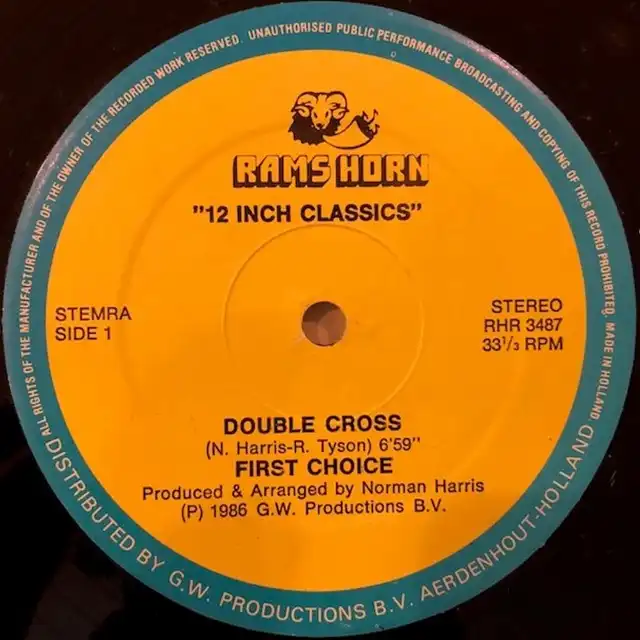 ALL RIGHTS OF THE MANUFACTURER AND OF THE OWNER OF THE RECORDED WORK RESERVED. UNAUTHORISED PUBLIC PERFORMANCE BROADCASTING AND COPYING OF THIS RECORD PROHIBITED. MADE IN HOLLAND
RAMS HORN
"12 INCH CLASSICS"
STEMRA
SIDE 1
STEREO
RHR 3487
33 1/3 RPM
DOUBLE CROSS
(N. Harris-R. Tyson) 6'59"
FIRST CHOICE
Produced & Arranged by Norman Harris
(P) 1986 G.W. Productions B.V.
DISTRIBUTED BY G.W. PRODUCTIONS B.V. AERDENHOUT-HOLLAND